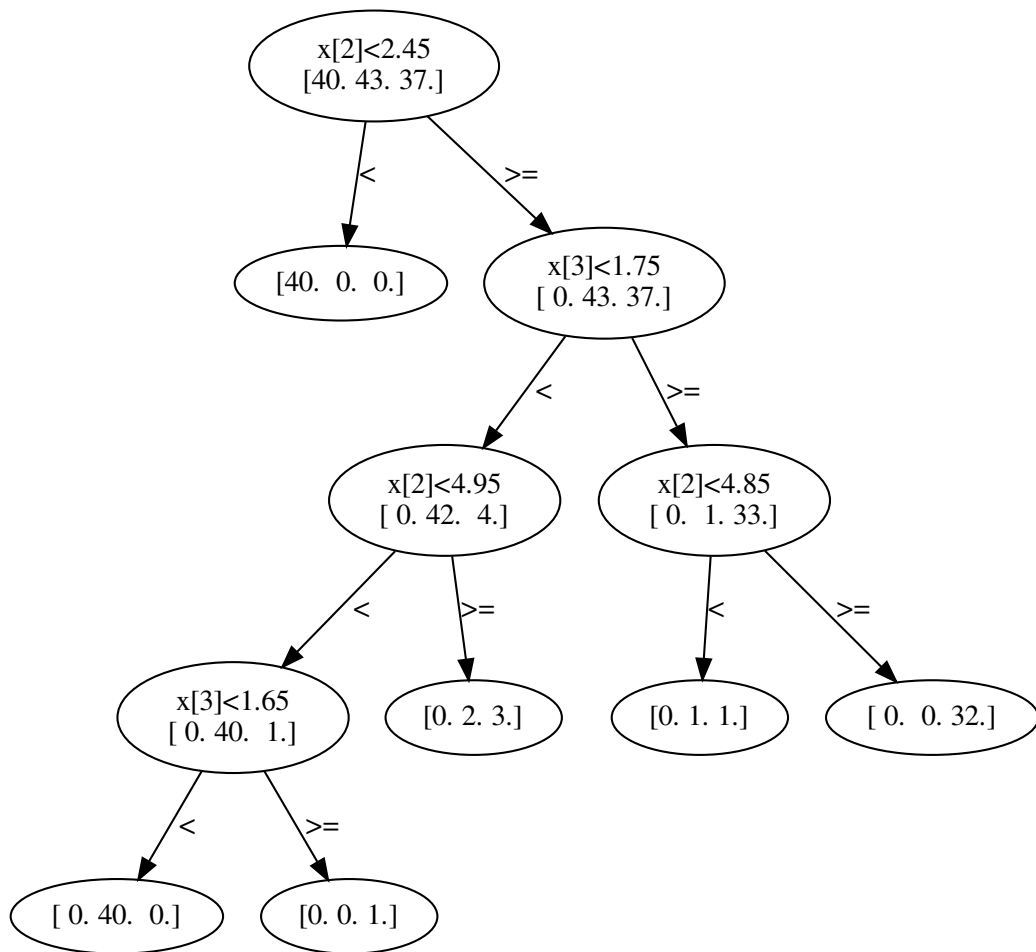 x[2]<2.45
[40. 43. 37.]
<
>=
[40.  0.  0.]
x[3]<1.75
[ 0. 43. 37.]
<
>=
x[2]<4.95
[ 0. 42.  4.]
x[2]<4.85
[ 0.  1. 33.]
<
>=
<
>=
x[3]<1.65
[ 0. 40.  1.]
[0. 2. 3.]
[0. 1. 1.]
[ 0.  0. 32.]
<
>=
[ 0. 40.  0.]
[0. 0. 1.]